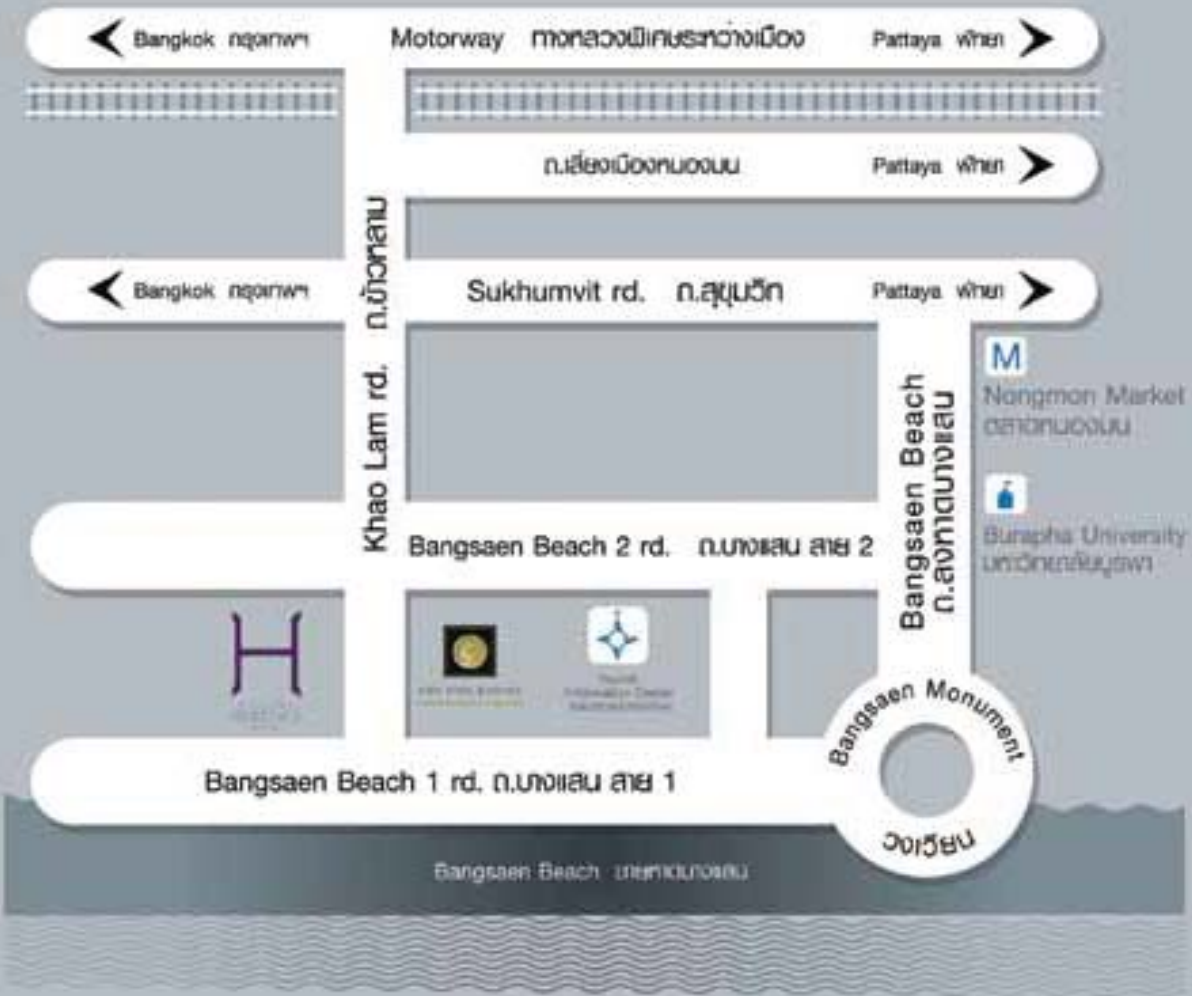 Bangkok กรุงเทพฯ
Motorway ทางหลวงพิเศษระหว่างเมือง
Pattaya พัทยา
ถ.เลี่ยงเมืองหนองมน
Pattaya พัทยา
Bangkok กรุงเทพฯ
Sukhumvit rd. ถ.สุขุมวิท
Pattaya พัทยา
Khao Lam rd. ถ.ข้าวหลาม
Bangsaen Beach
ถ.ลงหาดบางแสน
M
Nongmon Market
ตลาดหนองมน
Burapha University
มหาวิทยาลัยบูรพา
Bangsaen Beach 2 rd. ถ.บางแสน สาย 2
H
Tourist
Information Center
Bangsaen Monument
วงเวียน
Bangsaen Beach 1 rd. ถ.บางแสน สาย 1
Bangsaen Beach ชายหาดบางแสน